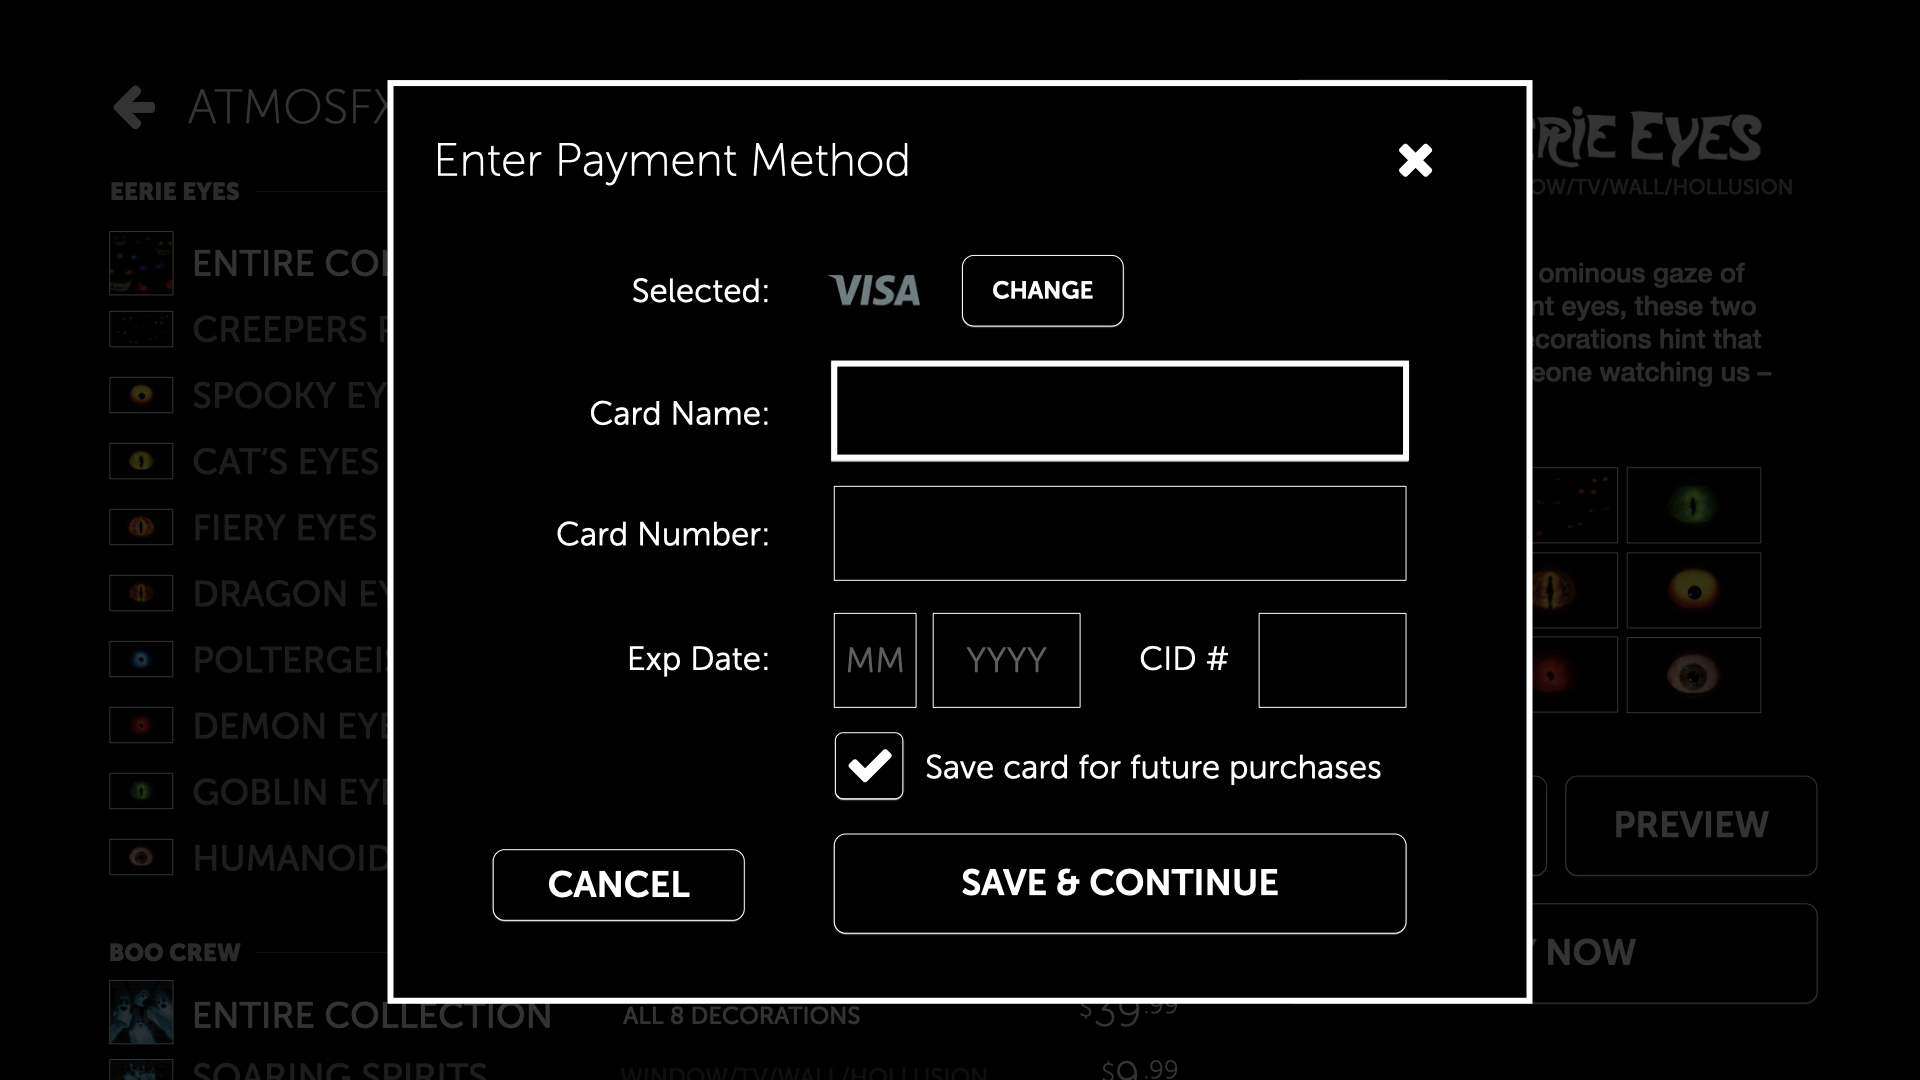 ATMOSFX
EERIE EYES
ENTIRE COL
CREEPERS
SPOOKY EY
CAT'S EYES
FIERY EYES
DRAGON EY
POLTERGEIS
DEMON EYE
GOBLIN EYE
HUMANOID
BOO CREW
ENTIRE COLLECTION
ALL 8 DECORATIONS
$39.99
SOARING SPIRITS
WINDOW/TV/WALL/HOLLUSION
$9.99
Enter Payment Method
Selected:
VISA
CHANGE
Card Name:
Card Number:
Exp Date:
MM
YYYY
CID #
Save card for future purchases
CANCEL
SAVE & CONTINUE
RIE EYES
OW/TV/WALL/HOLLUSION
ominous gaze of
nt eyes, these two
corations hint that
eone watching us –
PREVIEW
NOW